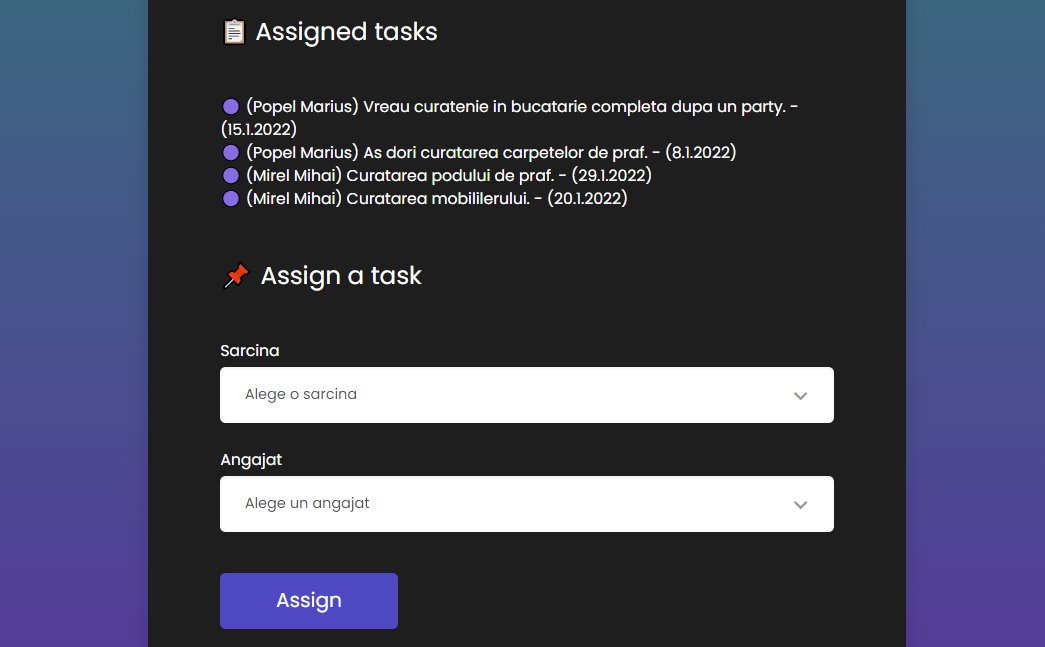 Assigned tasks
(Popel Marius) Vreau curatenie in bucatarie completa dupa un party. -
(15.1.2022)
(Popel Marius) As dori curatarea carpetelor de praf. - (8.1.2022)
(Mirel Mihai) Curatarea podului de praf. - (29.1.2022)
(Mirel Mihai) Curatarea mobililerului. - (20.1.2022)
Assign a task
Sarcina
Alege o sarcina
Angajat
Alege un angajat
Assign